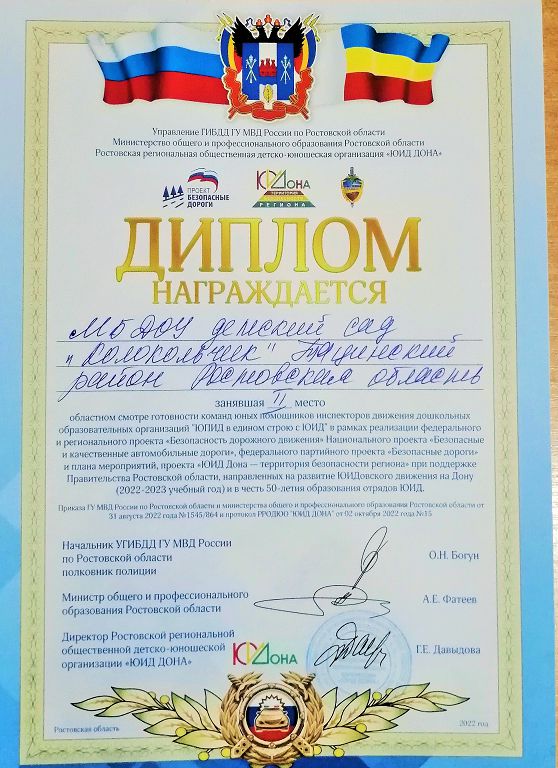 Управление ГИБДД ГУ МВД России по Ростовской области
Министерство общего и профессионального образования Ростовской области
Ростовская региональная общественная детско-юношеская организация «ЮИД ДОНА»
ПРОЕКТ
БЕЗОПАСНЫЕ
ДОРОГИ
ЮИДОНА
ТЕРРИТОРИЯ
БЕЗОПАСНОСТИ
РЕГИОНА
ДИПЛОМ
НАГРАЖДАЕТСЯ
МБДОУ детский сад
"Колокольчик" Тацинский
район Ростовская область
занявшая II место
областном смотре готовности команд юных помощников инспекторов движения дошкольных
образовательных организаций "ЮПИД в едином строю с ЮИД" в рамках реализации федерального
и регионального проекта «Безопасность дорожного движения» Национального проекта «Безопасные
и качественные автомобильные дороги», федерального партийного проекта «Безопасные дороги»
и плана мероприятий, проекта «ЮИД Дона — территория безопасности региона» при поддержке
Правительства Ростовской области, направленных на развитие ЮИДовского движения на Дону
(2022-2023 учебный год) и в честь 50-летия образования отрядов ЮИД.
Приказа ГУ МВД России по Ростовской области и министерства общего и профессионального образования Ростовской области от
31 августа 2022 года №1545/864 и протокол РРОДЮО "ЮИД ДОНА" от 02 октября 2022 года №15
Начальник УГИБДД ГУ МВД России
по Ростовской области
полковник полиции
О.Н. Богун
Министр общего и профессионального
образования Ростовской области
А.Е. Фатеев
Директор Ростовской региональной
общественной детско-юношеской
организации «ЮИД ДОНА»
ЮИДОНА
Г.Е. Давыдова
Ростовская область
2022 год